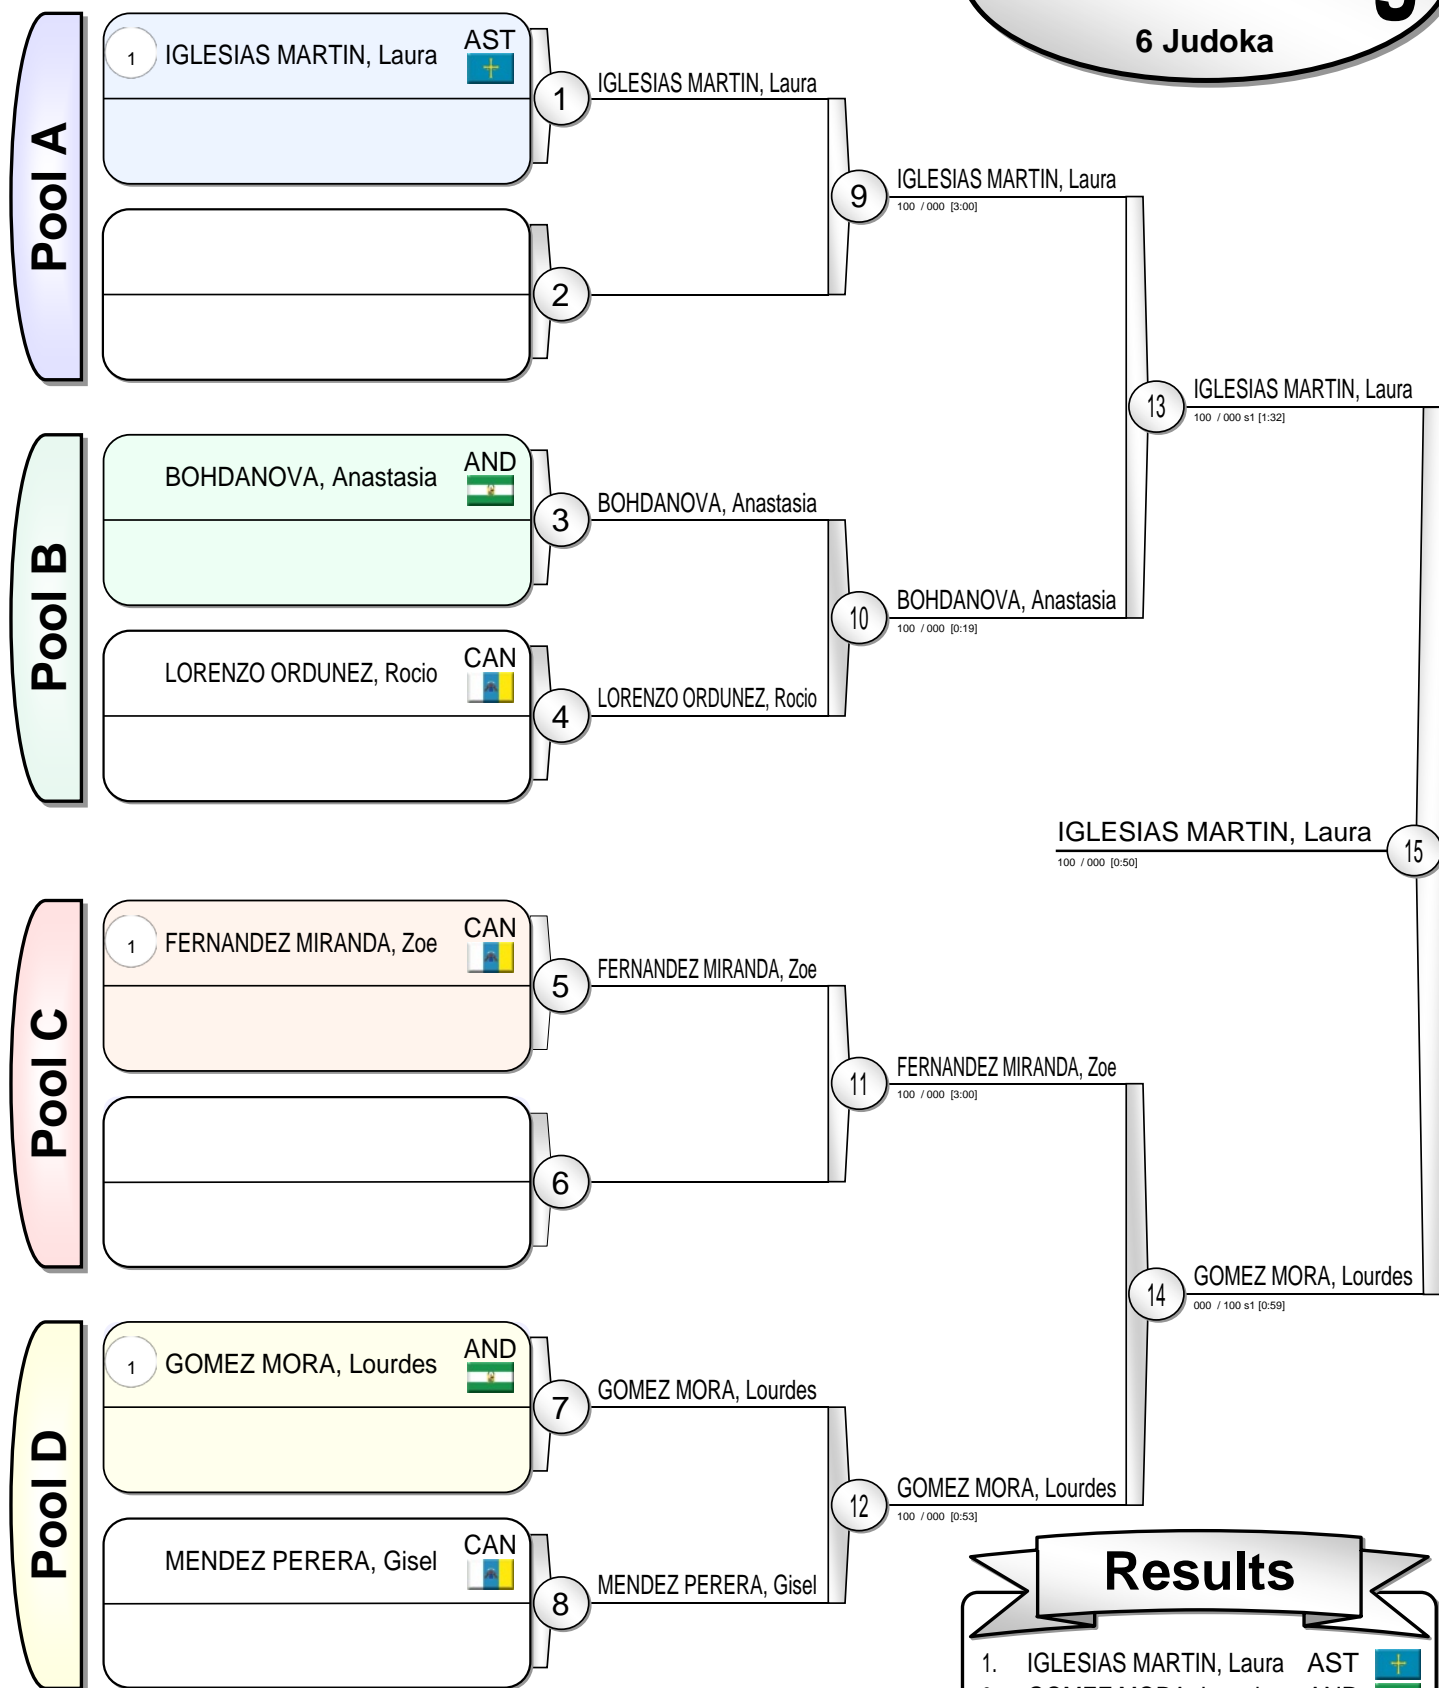 6 Judoka
Pool A
1 IGLESIAS MARTIN, Laura AST
1 IGLESIAS MARTIN, Laura
2
9 IGLESIAS MARTIN, Laura
100 / 000 [3:00]
13 IGLESIAS MARTIN, Laura
100 / 000 s1 [1:32]
Pool B
BOHDANOVA, Anastasia AND
3 BOHDANOVA, Anastasia
LORENZO ORDUNEZ, Rocio CAN
4 LORENZO ORDUNEZ, Rocio
10 BOHDANOVA, Anastasia
100 / 000 [0:19]
IGLESIAS MARTIN, Laura 15
100 / 000 [0:50]
Pool C
1 FERNANDEZ MIRANDA, Zoe CAN
5 FERNANDEZ MIRANDA, Zoe
6
11 FERNANDEZ MIRANDA, Zoe
100 / 000 [3:00]
14 GOMEZ MORA, Lourdes
000 / 100 s1 [0:59]
Pool D
1 GOMEZ MORA, Lourdes AND
7 GOMEZ MORA, Lourdes
MENDEZ PERERA, Gisel CAN
8 MENDEZ PERERA, Gisel
12 GOMEZ MORA, Lourdes
100 / 000 [0:53]
Results
1. IGLESIAS MARTIN, Laura AST